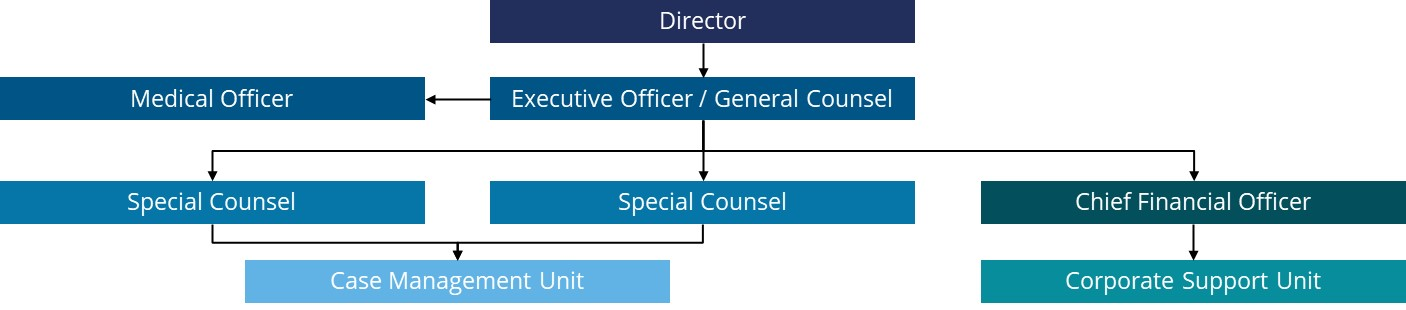 Director
Medical Officer
Executive Officer / General Counsel
Special Counsel
Special Counsel
Chief Financial Officer
Case Management Unit
Corporate Support Unit